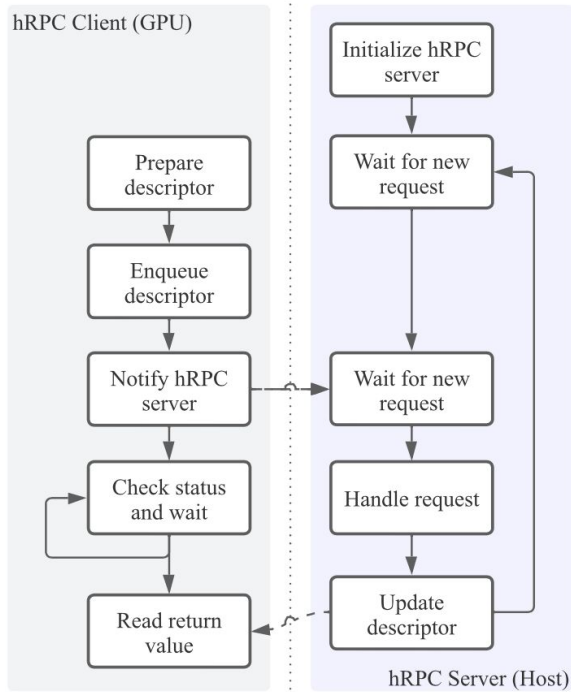 hRPC Client (GPU)
Prepare
descriptor
Enqueue
descriptor
Notify hRPC
server
Check status
and wait
Read return
value
Initialize hRPC
server
Wait for new
request
Wait for new
request
Handle request
Update
descriptor
hRPC Server (Host)